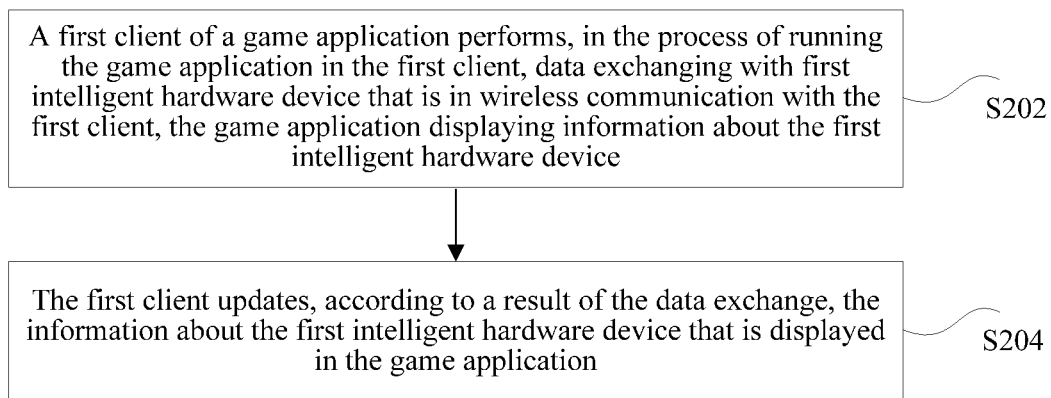 A first client of a game application performs, in the process of running
the game application in the first client, data exchanging with first
intelligent hardware device that is in wireless communication with the
first client, the game application displaying information about the first
intelligent hardware device
S202
The first client updates, according to a result of the data exchange, the
information about the first intelligent hardware device that is displayed
in the game application
S204